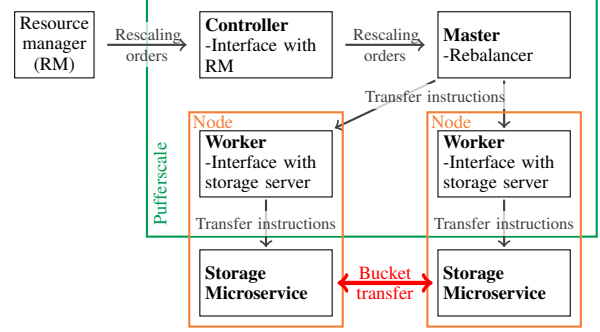 Resource
manager
(RM)
Rescaling
orders
Controller
-Interface with
RM
Rescaling
orders
Master
-Rebalancer
Transfer instructions
Node
Node
Worker
-Interface with
storage server
Worker
-Interface with
storage server
Pufferscale
Transfer instructions
Transfer instructions
Storage
Microservice
Bucket
transfer
Storage
Microservice